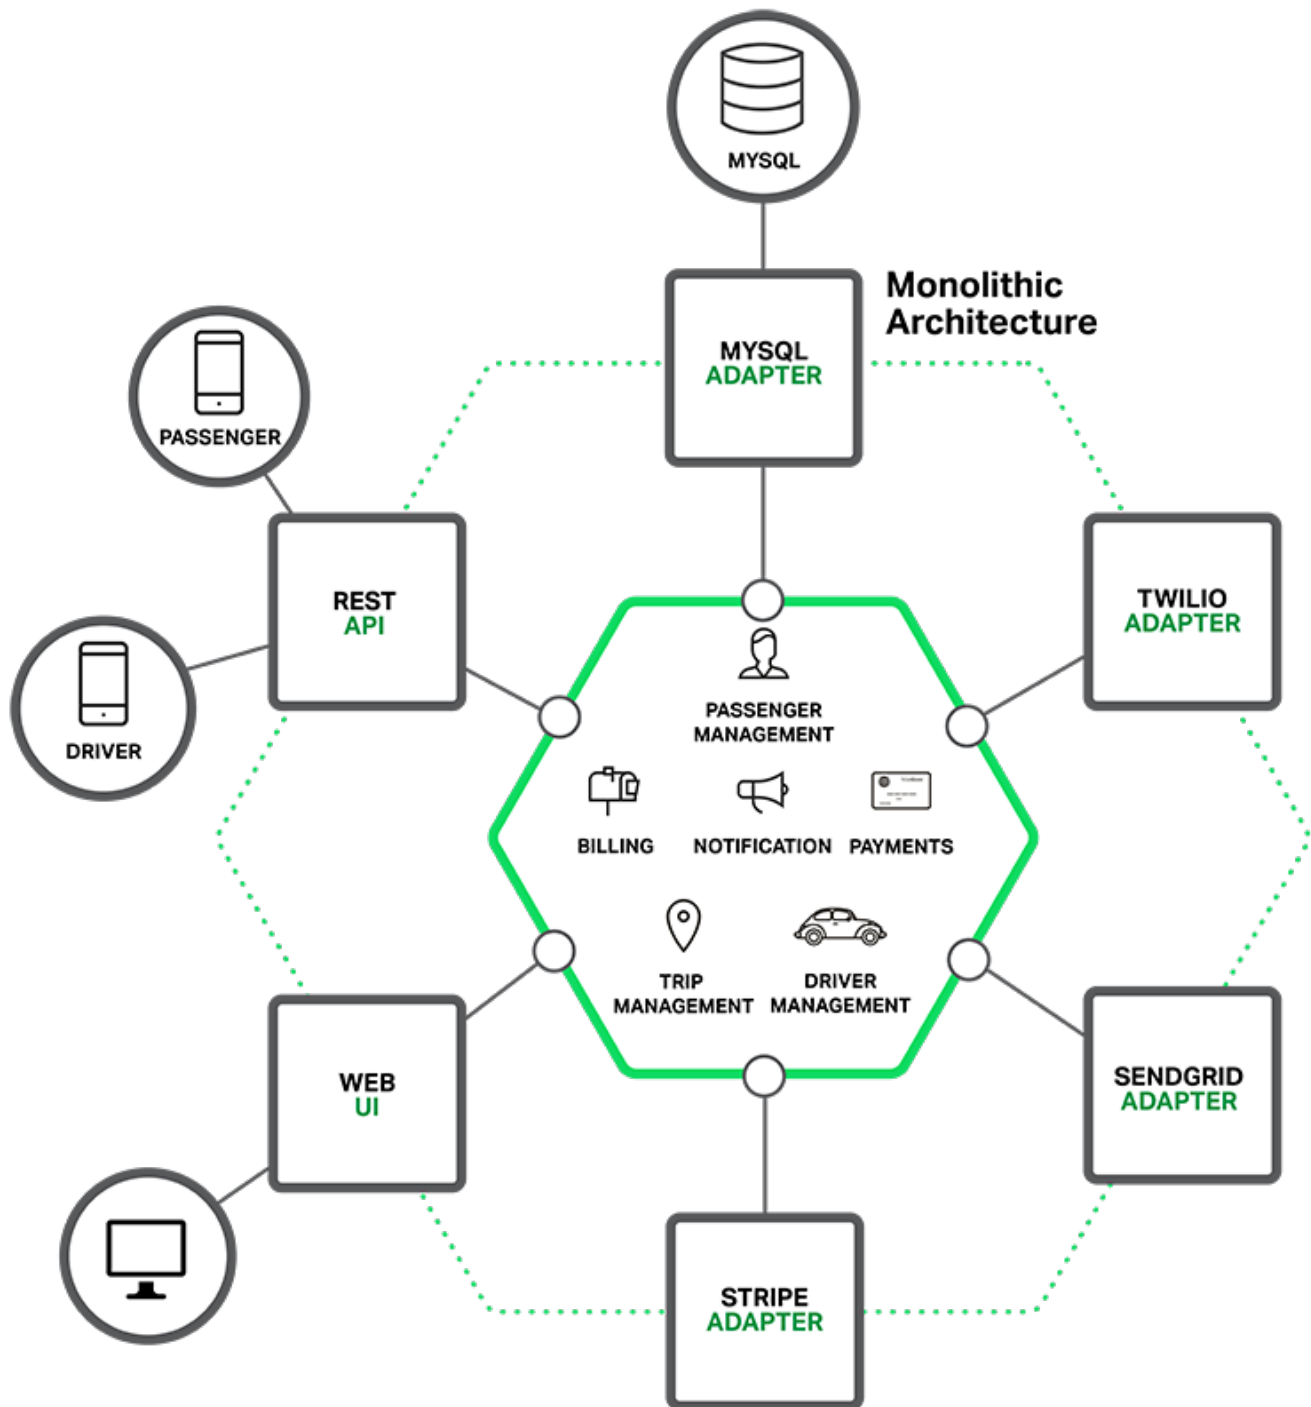 MYSQL
Monolithic
Architecture
MYSQL
ADAPTER
PASSENGER
REST
API
TWILIO
ADAPTER
DRIVER
PASSENGER
MANAGEMENT
BILLING
NOTIFICATION
PAYMENTS
TRIP
MANAGEMENT
DRIVER
MANAGEMENT
WEB
UI
SENDGRID
ADAPTER
STRIPE
ADAPTER